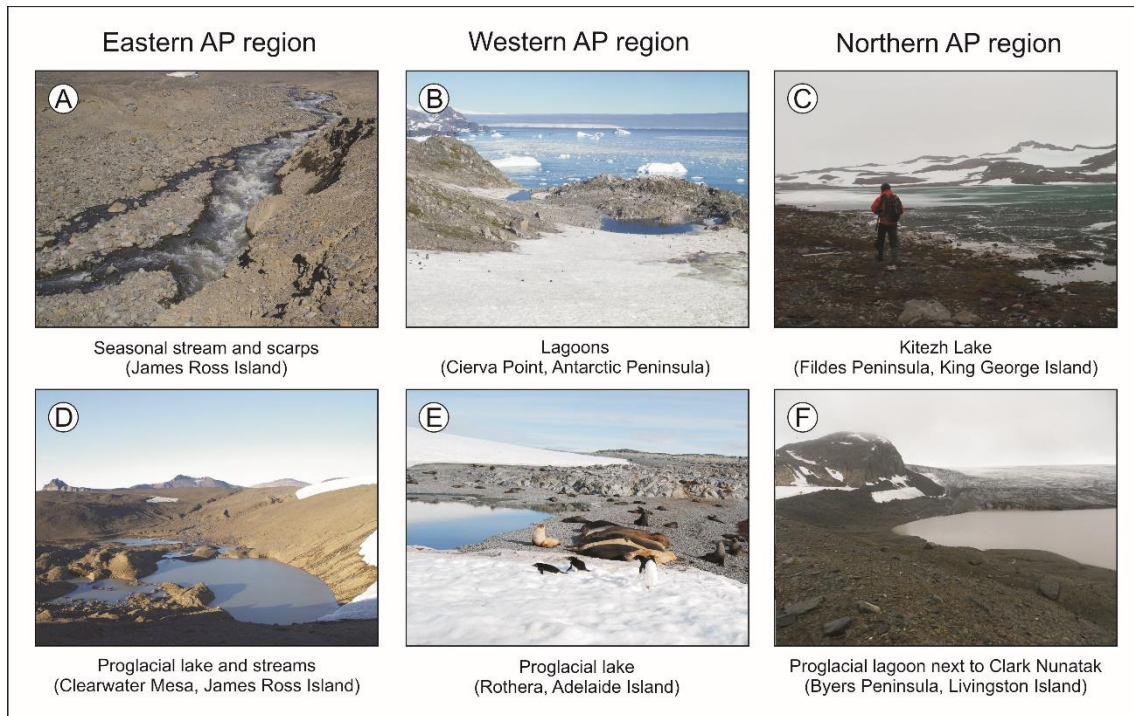 Eastern AP region
Western AP region
Northern AP region
A
B
C
Seasonal stream and scarps
(James Ross Island)
Lagoons
(Cierva Point, Antarctic Peninsula)
Kitezh Lake
(Fildes Peninsula, King George Island)
D
E
F
Proglacial lake and streams
(Clearwater Mesa, James Ross Island)
Proglacial lake
(Rothera, Adelaide Island)
Proglacial lagoon next to Clark Nunatak
(Byers Peninsula, Livingston Island)